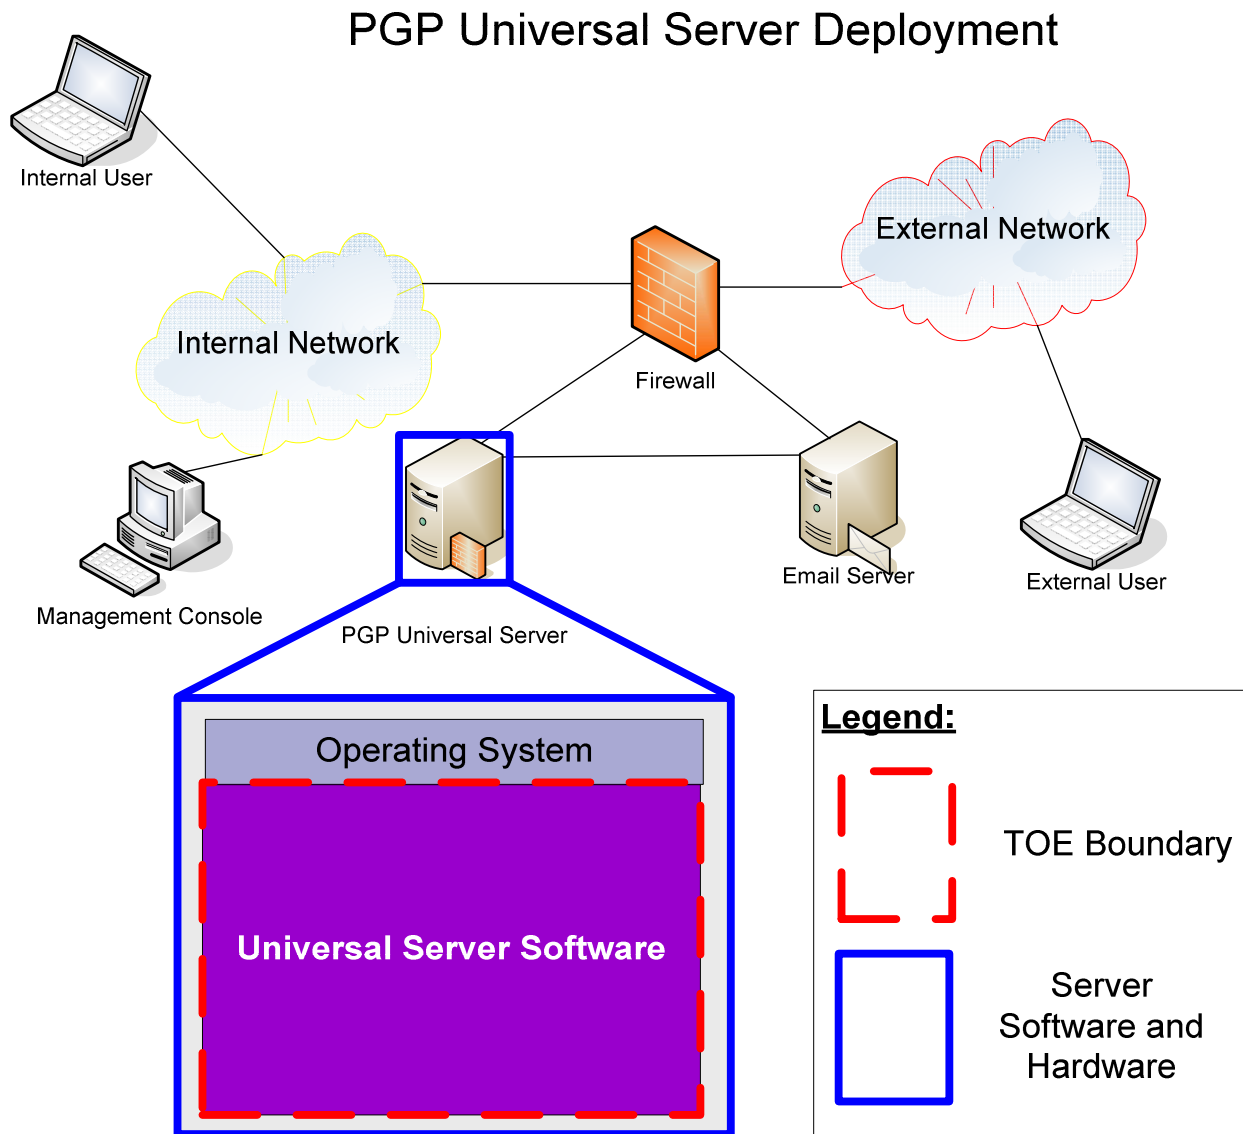 PGP Universal Server Deployment
Internal User
External Network
Internal Network
Firewall
Email Server
External User
Management Console
PGP Universal Server
Operating System
Universal Server Software
Legend:
TOE Boundary
Server
Software and
Hardware